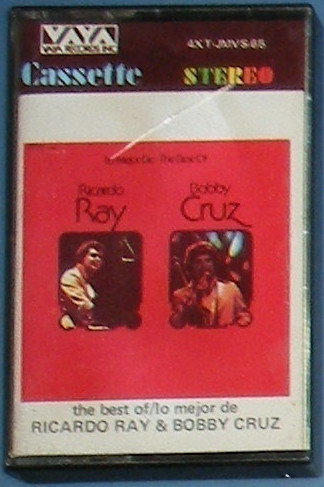 VAYA
VAYA RECORDS INC
4XT-JMVS-65
Cassette STEREO
Lo Mejor De · The Best Of
Ricardo Bobby
Ray Cruz
the best of/lo mejor de
RICARDO RAY & BOBBY CRUZ